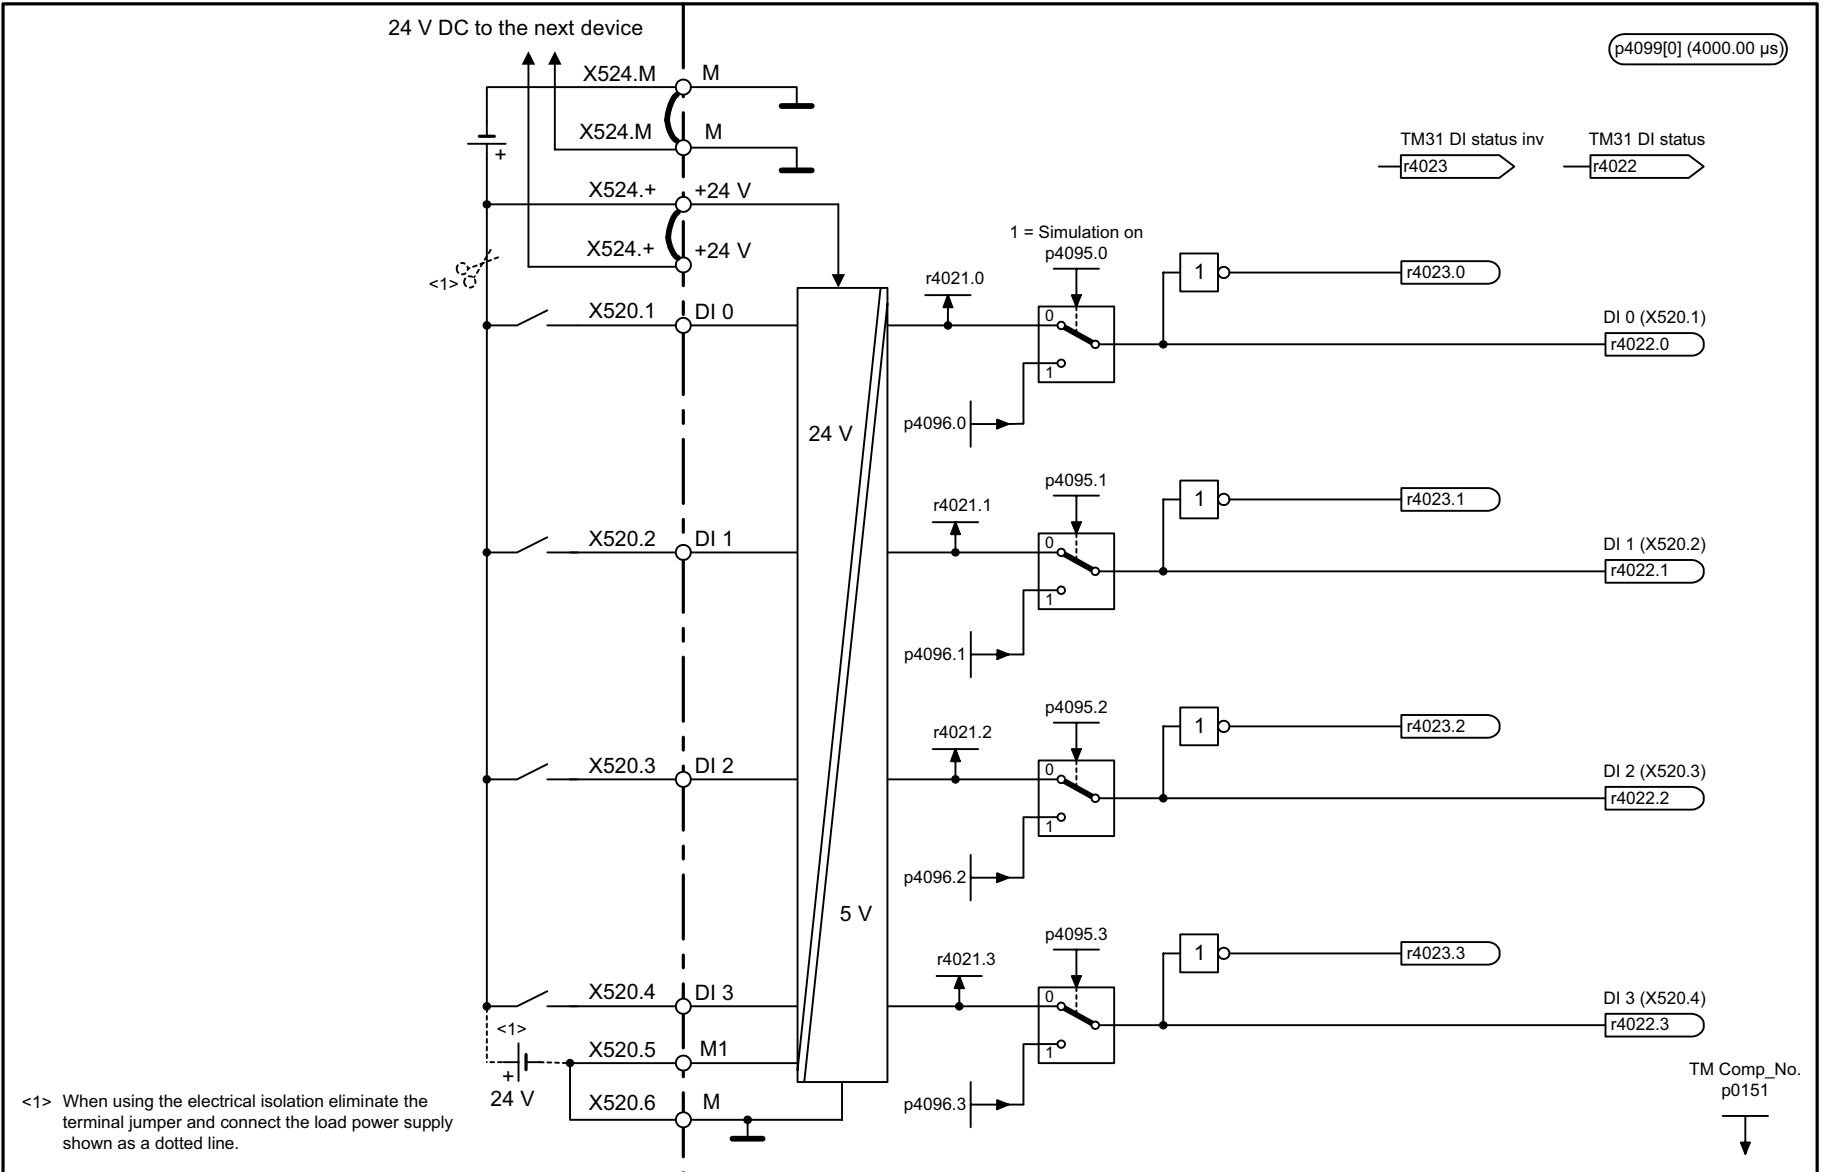 24 V DC to the next device
p4099[0] (4000.00 µs)
X524.M M
X524.M M
+
TM31 DI status inv TM31 DI status
r4023 r4022
X524.+ +24 V
X524.+ +24 V
<1>
1 = Simulation on
p4095.0
r4021.0
1 r4023.0
X520.1 DI 0
0
1
DI 0 (X520.1)
r4022.0
p4096.0
24 V
p4095.1
r4021.1
1 r4023.1
X520.2 DI 1
0
1
DI 1 (X520.2)
r4022.1
p4096.1
p4095.2
r4021.2
1 r4023.2
X520.3 DI 2
0
1
DI 2 (X520.3)
r4022.2
p4096.2
5 V
p4095.3
r4021.3
1 r4023.3
X520.4 DI 3
0
1
DI 3 (X520.4)
r4022.3
<1>
X520.5 M1
+
24 V
X520.6 M
p4096.3
TM Comp_No.
p0151
<1> When using the electrical isolation eliminate the
terminal jumper and connect the load power supply
shown as a dotted line.